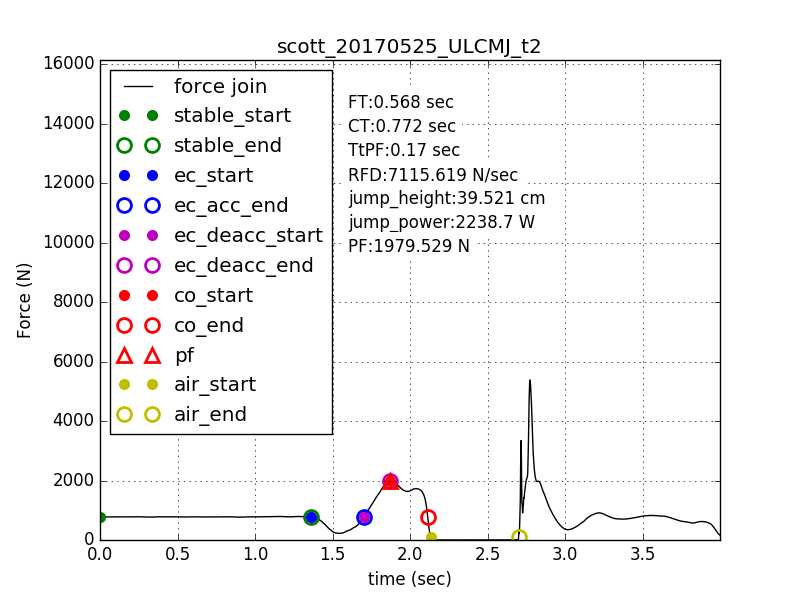 scott_20170525_ULCMJ_t2
16000
14000
12000
10000
8000
6000
4000
2000
0
Force (N)
force join
stable_start
stable_end
ec_start
ec_acc_end
ec_deacc_start
ec_deacc_end
co_start
co_end
pf
air_start
air_end
FT:0.568 sec
CT:0.772 sec
TtPF:0.17 sec
RFD:7115.619 N/sec
jump_height:39.521 cm
jump_power:2238.7 W
PF:1979.529 N
0.0 0.5 1.0 1.5 2.0 2.5 3.0 3.5
time (sec)